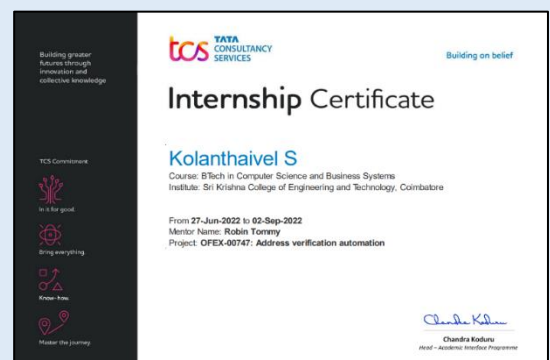 Building greater
futures through
innovation and
collective knowledge
TCS Commitment
In it for good.
Bring everything.
Know-how.
Master the journey.
tcs TATA
CONSULTANCY
SERVICES
Building on belief
Internship Certificate
Kolanthaivel S
Course: BTech in Computer Science and Business Systems
Institute: Sri Krishna College of Engineering and Technology, Coimbatore
From 27-Jun-2022 to 02-Sep-2022
Mentor Name: Robin Tommy
Project: OFEX-00747: Address verification automation
Chandra Koduru
Chandra Koduru
Head – Academic Interface Programme